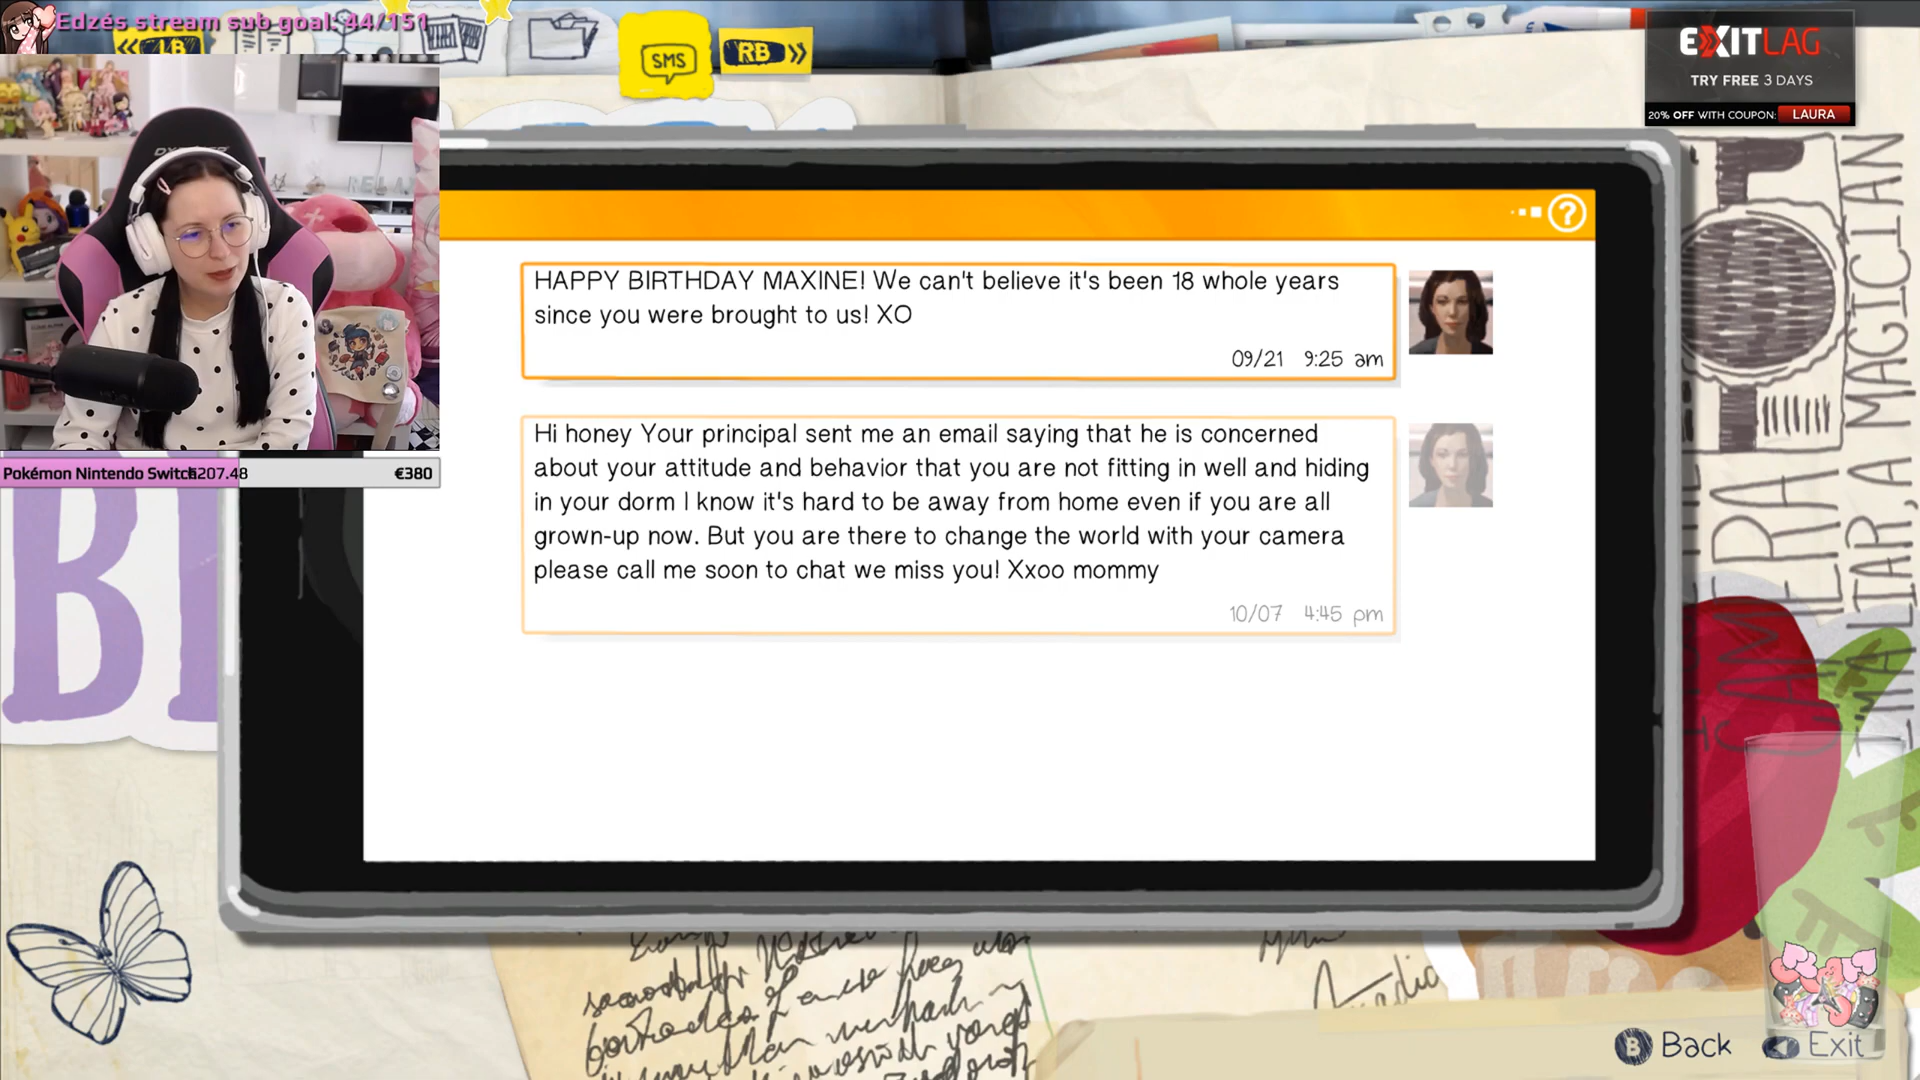 Edzés stream sub goal: 44/151
LB
SMS
RB
EXITLAG
TRY FREE 3 DAYS
20% OFF WITH COUPON: LAURA
HAPPY BIRTHDAY MAXINE! We can't believe it's been 18 whole years
since you were brought to us! XO
09/21 9:25 am
Hi honey Your principal sent me an email saying that he is concerned
about your attitude and behavior that you are not fitting in well and hiding
in your dorm I know it's hard to be away from home even if you are all
grown-up now. But you are there to change the world with your camera
please call me soon to chat we miss you! Xxoo mommy
10/07 4:45 pm
Pokémon Nintendo Switch
€380
RELAX
CAMERA
LIAR, A MAGICIAN
B Back
Exit